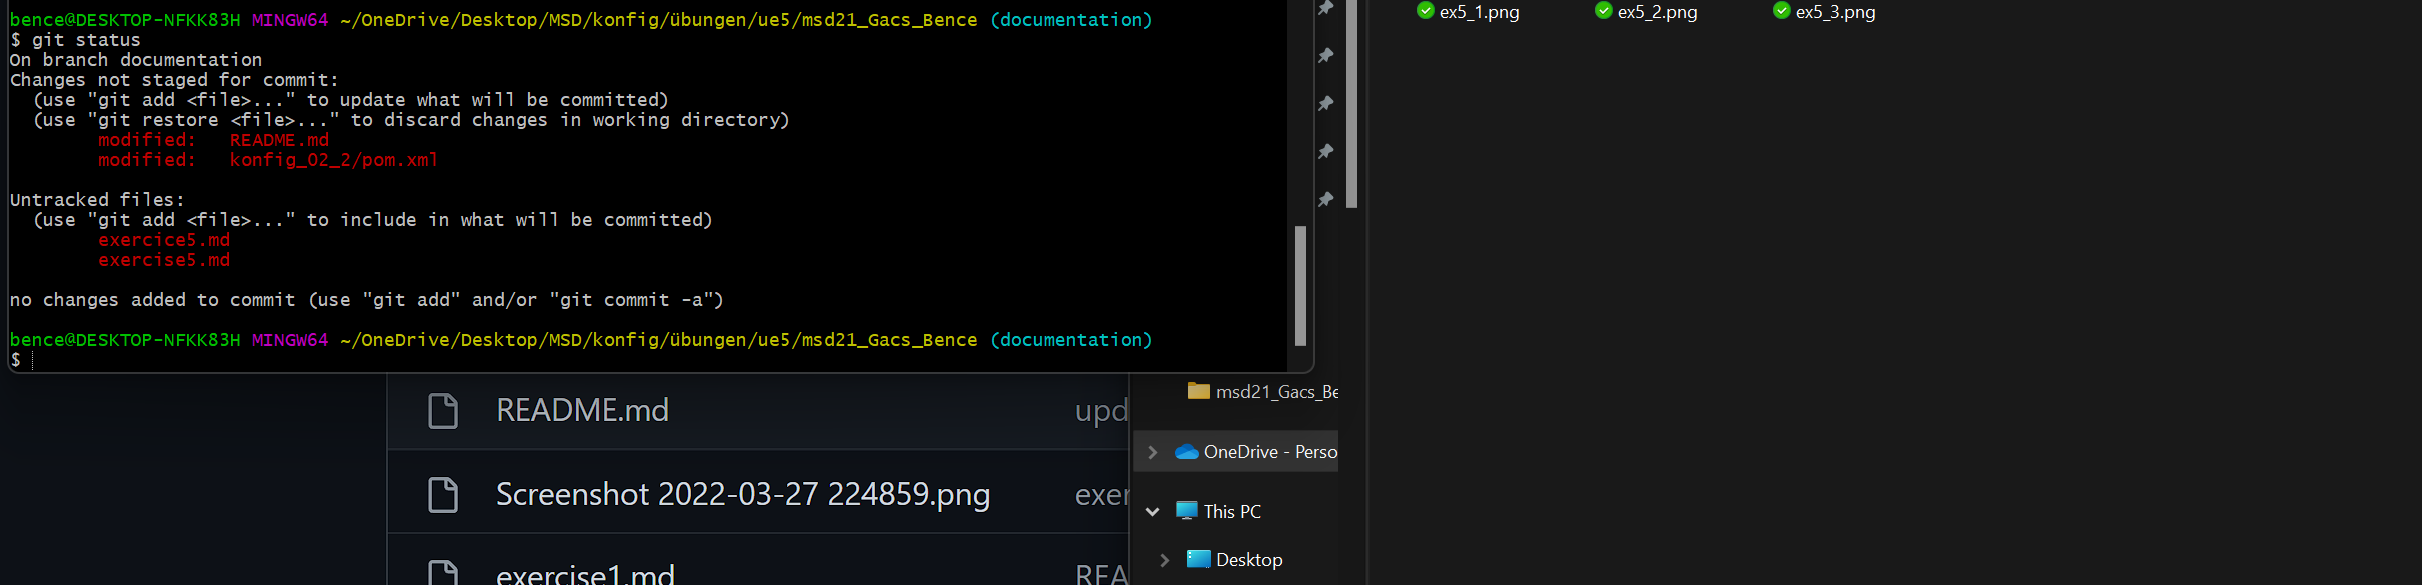 bence@DESKTOP-NFKK83H MINGW64 ~/OneDrive/Desktop/MSD/konfig/übungen/ue5/msd21_Gacs_Bence (documentation)
$ git status
On branch documentation
Changes not staged for commit:
  (use "git add <file>..." to update what will be committed)
  (use "git restore <file>..." to discard changes in working directory)
        modified:   README.md
        modified:   konfig_02_2/pom.xml

Untracked files:
  (use "git add <file>..." to include in what will be committed)
        exercice5.md
        exercise5.md

no changes added to commit (use "git add" and/or "git commit -a")

bence@DESKTOP-NFKK83H MINGW64 ~/OneDrive/Desktop/MSD/konfig/übungen/ue5/msd21_Gacs_Bence (documentation)
$
ex5_1.png
ex5_2.png
ex5_3.png
README.md
upd
Screenshot 2022-03-27 224859.png
exer
exercise1.md
REA
msd21_Gacs_Be
OneDrive - Perso
This PC
Desktop